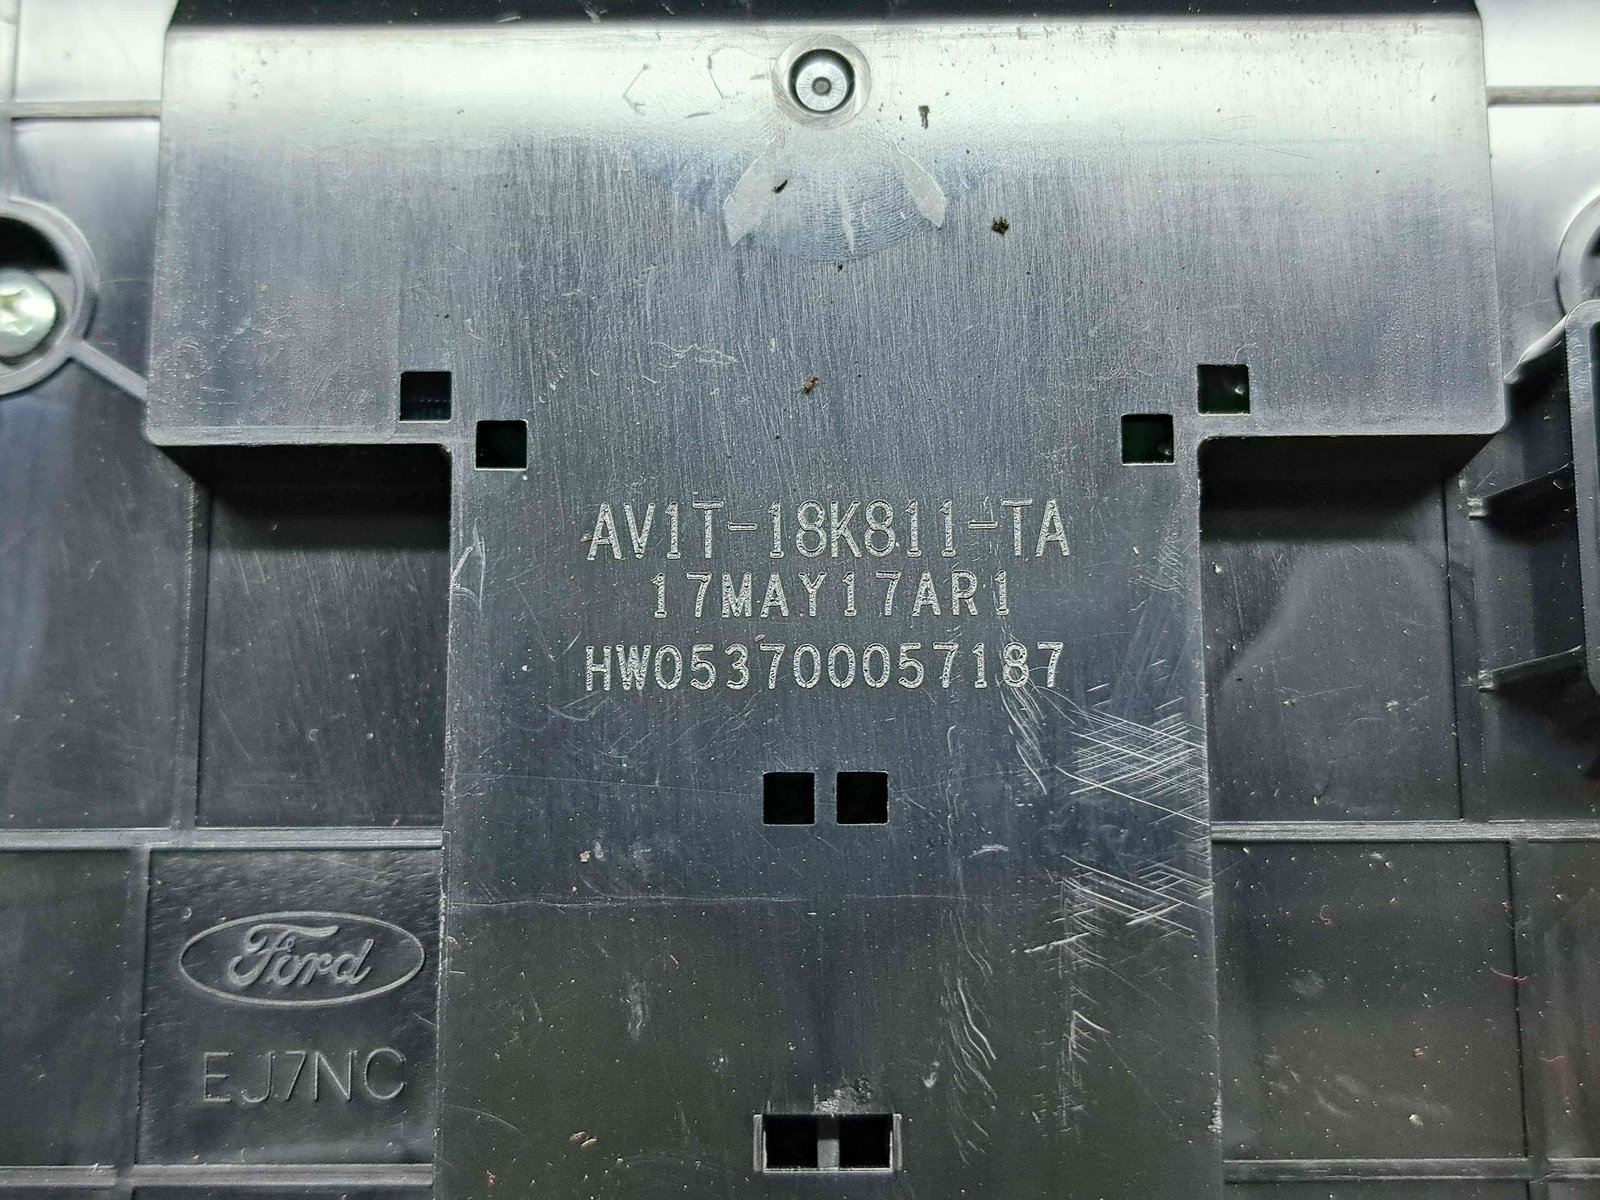 AV1T-18K811-TA
17MAY17AR1
HW053700057187
Ford
EJ7NC